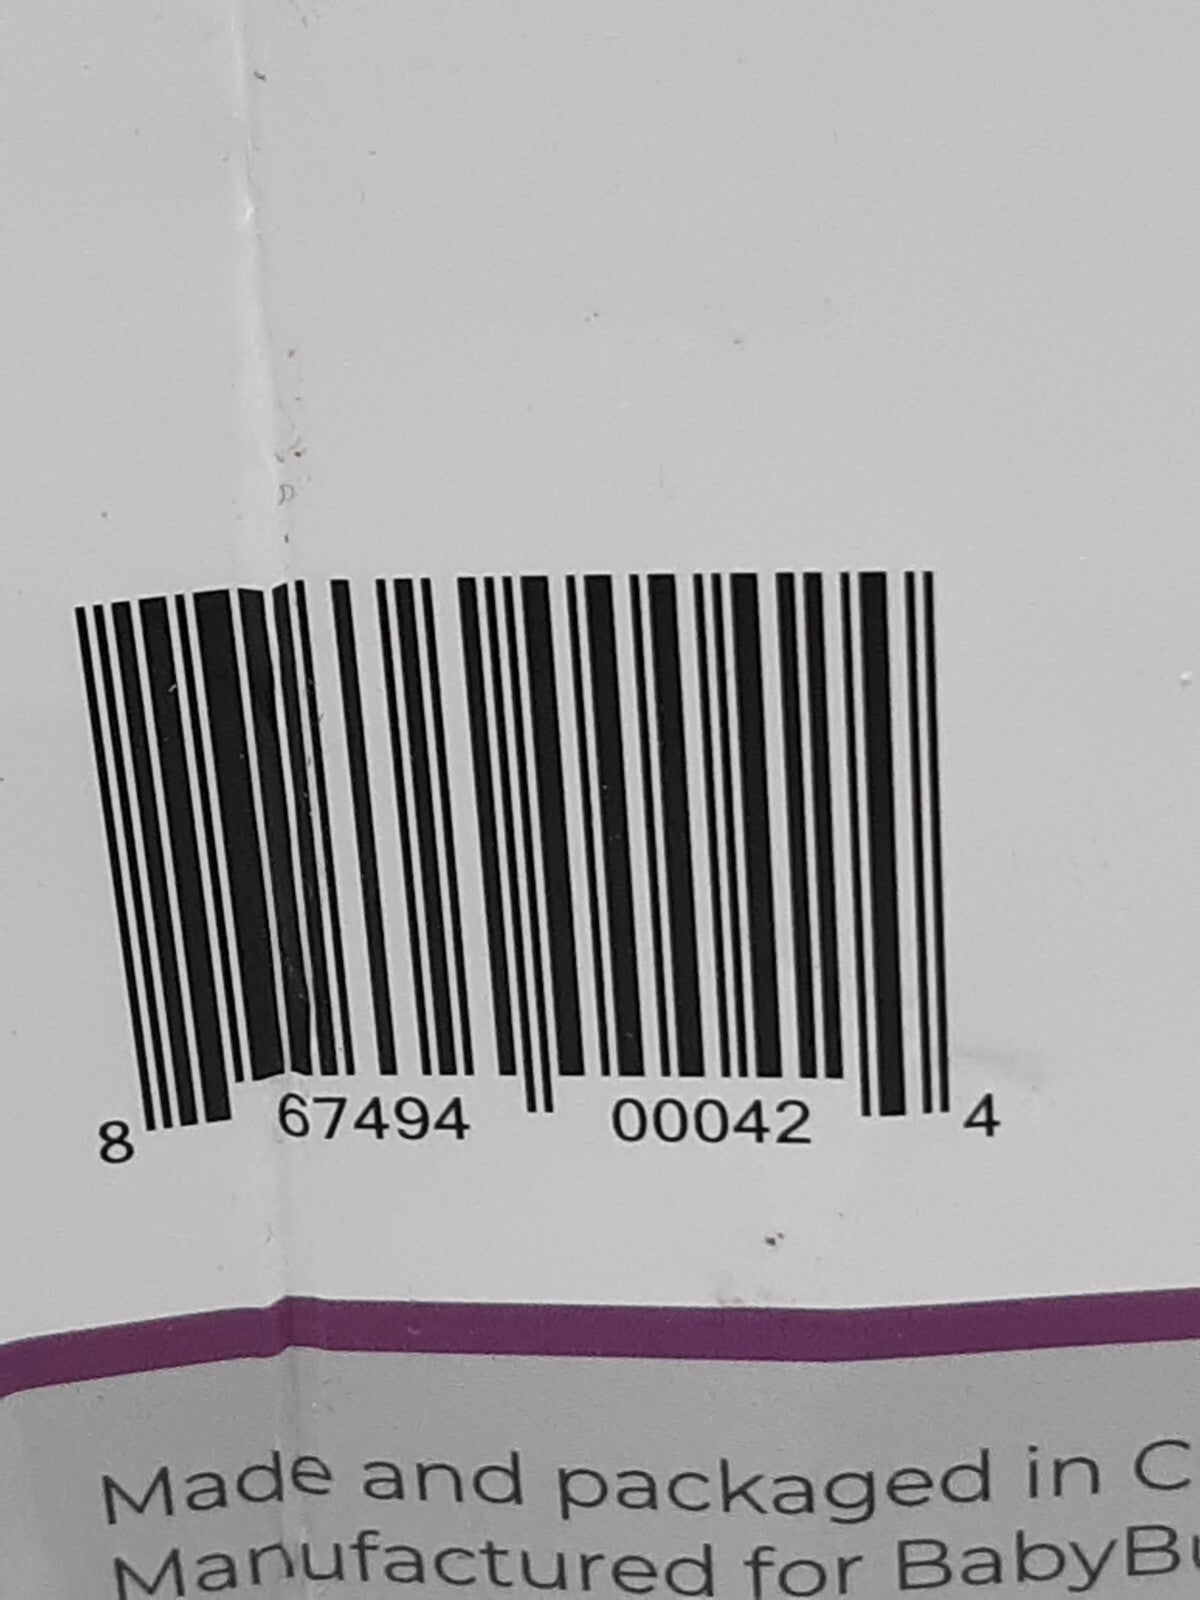 8 67494 00042 4
Made and packaged in C
Manufactured for BabyBu